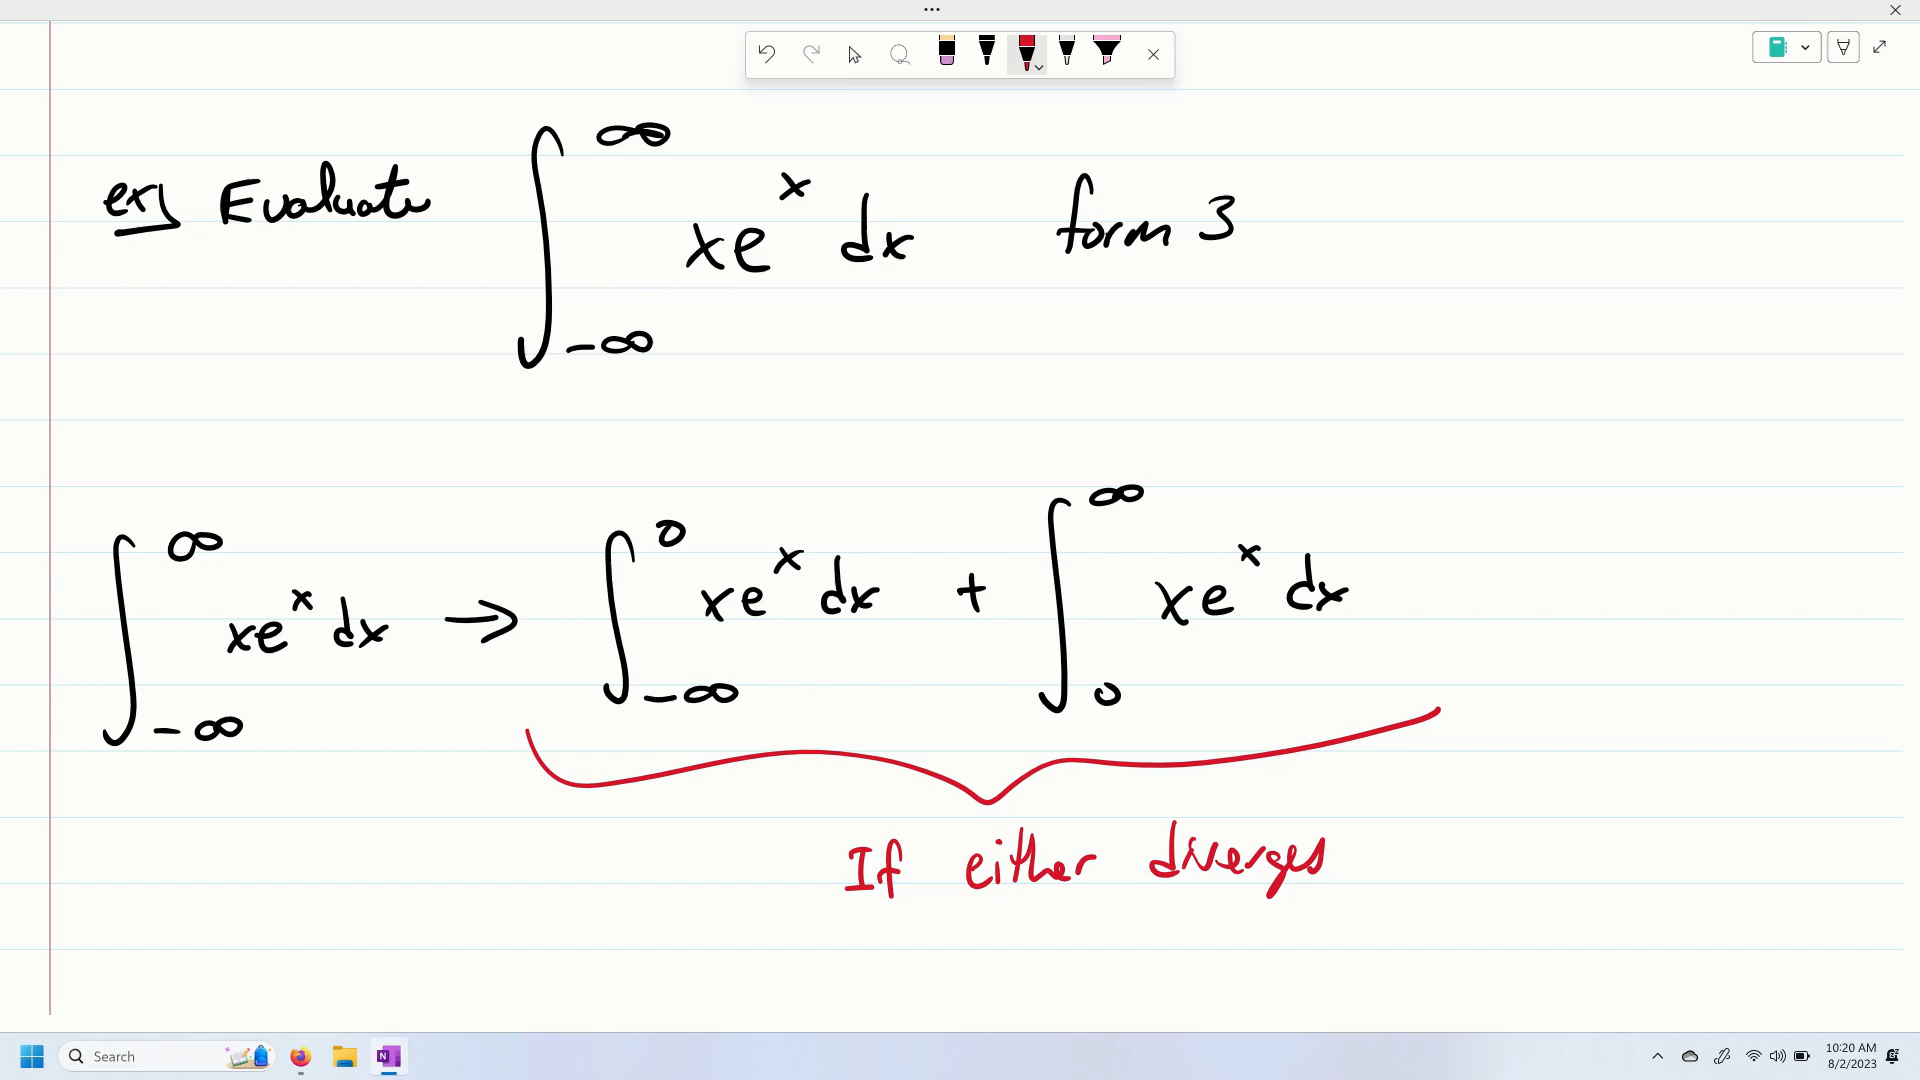 ex) Evaluate ∫_{-∞}^{∞} xe^x dx form 3
∫_{-∞}^{∞} xe^x dx → ∫_{-∞}^{0} xe^x dx + ∫_{0}^{∞} xe^x dx
If either diverges
Search
10:20 AM
8/2/2023